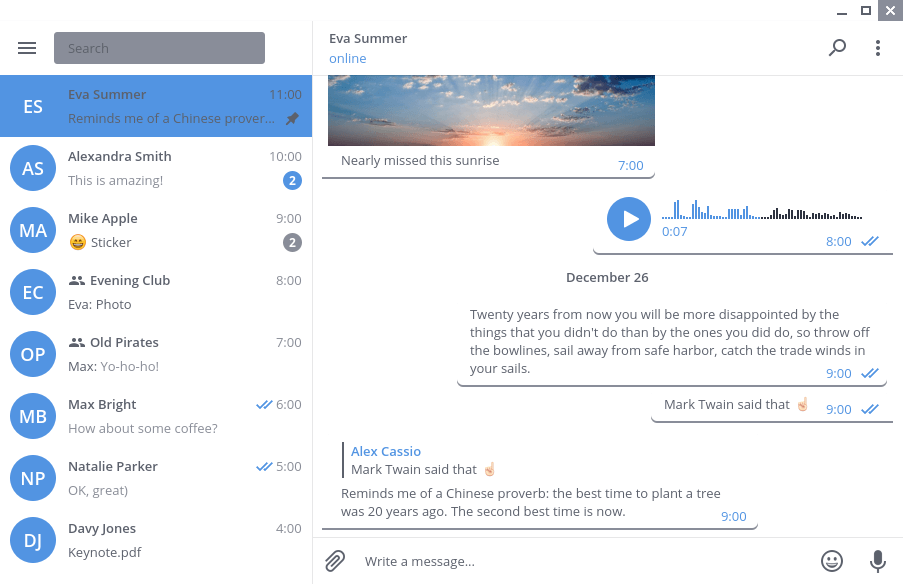 Search
ES
Eva Summer
11:00
Reminds me of a Chinese prover...
AS
Alexandra Smith
10:00
This is amazing!
2
MA
Mike Apple
9:00
😄 Sticker
2
EC
Evening Club
8:00
Eva: Photo
OP
Old Pirates
7:00
Max: Yo-ho-ho!
MB
Max Bright
6:00
How about some coffee?
NP
Natalie Parker
5:00
OK, great)
DJ
Davy Jones
4:00
Keynote.pdf
Eva Summer
online
Nearly missed this sunrise
7:00
0:07
8:00
December 26
Twenty years from now you will be more disappointed by the
things that you didn't do than by the ones you did do, so throw off
the bowlines, sail away from safe harbor, catch the trade winds in
your sails.
9:00
Mark Twain said that ☝🏻
9:00
Alex Cassio
Mark Twain said that ☝🏻
Reminds me of a Chinese proverb: the best time to plant a tree
was 20 years ago. The second best time is now.
9:00
Write a message...